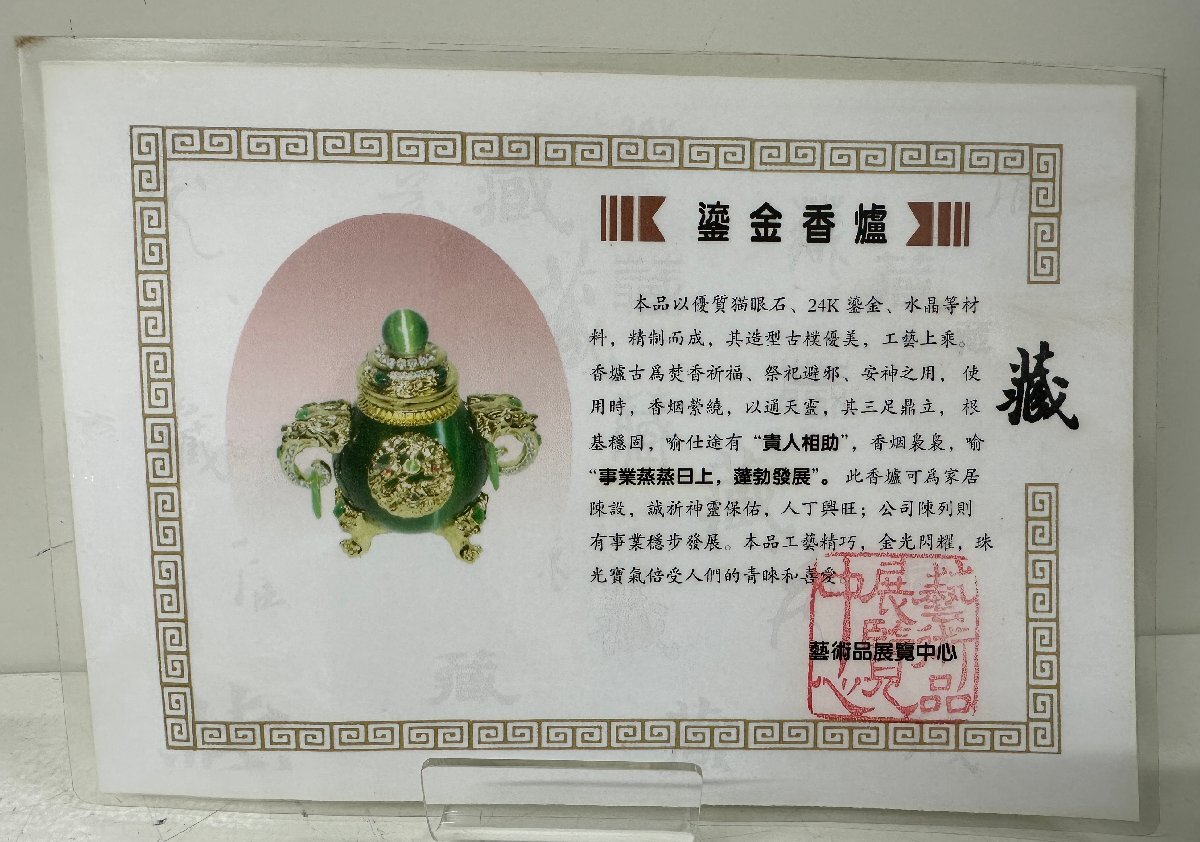 鎏金香爐
本品以優質猫眼石、24K 鎏金、水晶等材
料，精制而成，其造型古樸優美，工藝上乘。
香爐古爲焚香祈福、祭祀避邪、安神之用，使
用時，香烟縈繞，以通天靈，其三足鼎立，根
基穩固，喻仕途有“貴人相助”，香烟裊裊，喻
“事業蒸蒸日上，蓬勃發展”。此香爐可爲家居
陳設，誠祈神靈保佑，人丁興旺；公司陳列則
有事業穩步發展。本品工藝精巧，金光閃耀，珠
光寶氣倍受人們的青睞和喜愛
藏
藝術品展覽中心
藝術品
展覽
中心